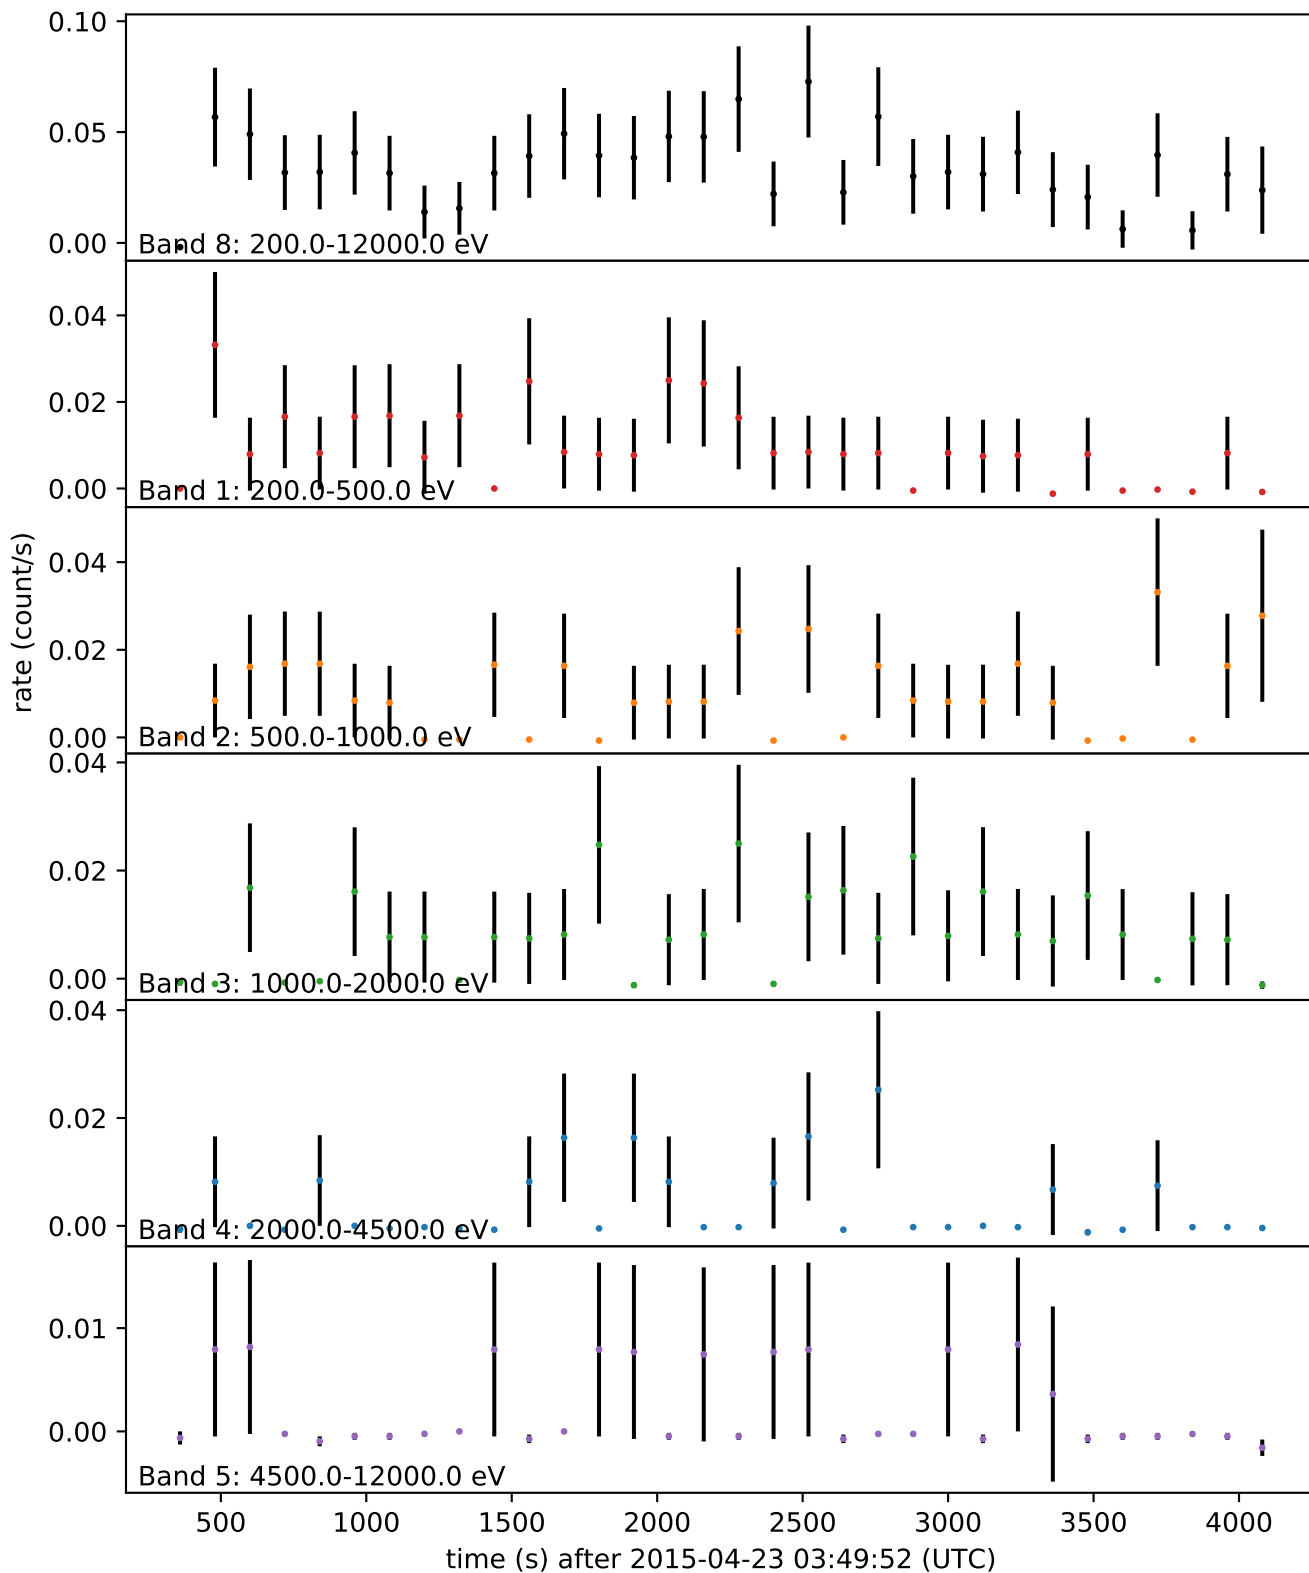 0.10
0.05
0.00
Band 8: 200.0-12000.0 eV
0.04
0.02
0.00
Band 1: 200.0-500.0 eV
rate (count/s)
0.04
0.02
0.00
Band 2: 500.0-1000.0 eV
0.04
0.02
0.00
Band 3: 1000.0-2000.0 eV
0.04
0.02
0.00
Band 4: 2000.0-4500.0 eV
0.01
0.00
Band 5: 4500.0-12000.0 eV
500 1000 1500 2000 2500 3000 3500 4000
time (s) after 2015-04-23 03:49:52 (UTC)